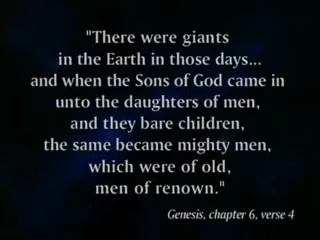 "There were giants
in the Earth in those days...
and when the Sons of God came in
unto the daughters of men,
and they bare children,
the same became mighty men,
which were of old,
men of renown."
Genesis, chapter 6, verse 4